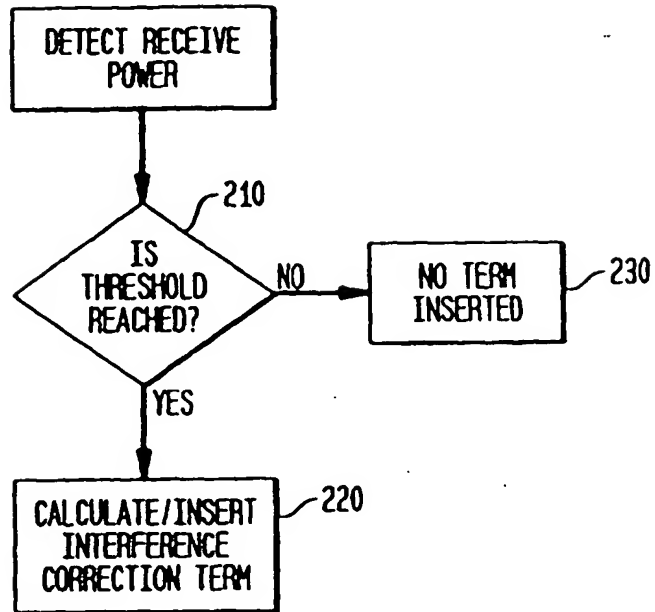 DETECT RECEIVE
POWER
210
IS
THRESHOLD
REACHED?
NO
NO TERM
INSERTED
230
YES
CALCULATE/INSERT
INTERFERENCE
CORRECTION TERM
220